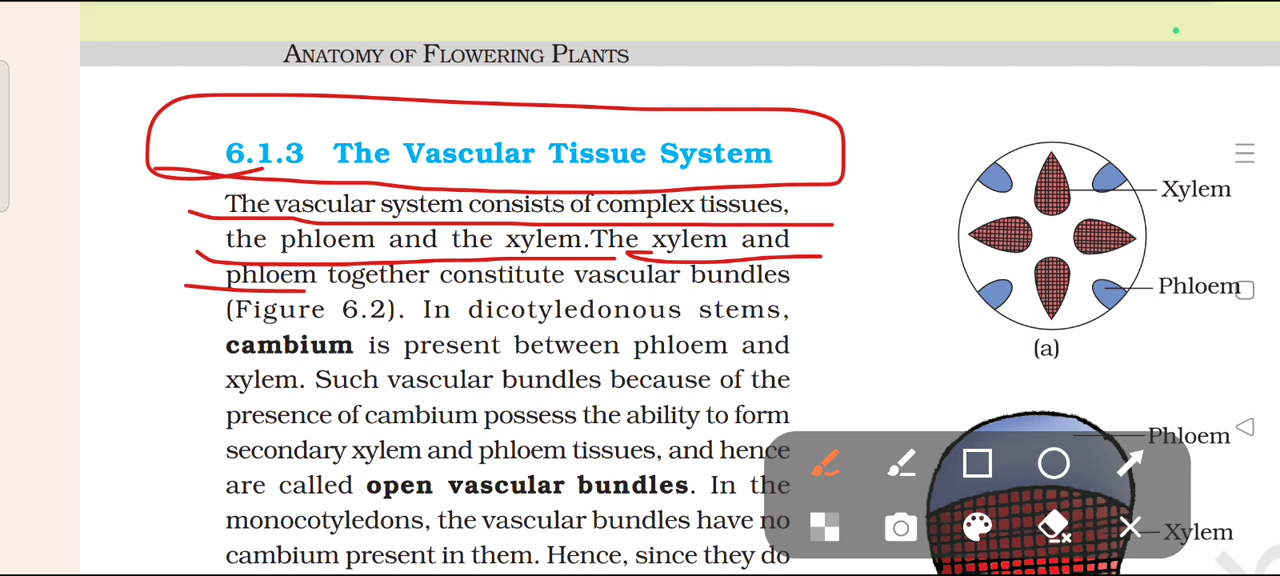 ANATOMY OF FLOWERING PLANTS
6.1.3 The Vascular Tissue System
The vascular system consists of complex tissues,
the phloem and the xylem.The xylem and
phloem together constitute vascular bundles
(Figure 6.2). In dicotyledonous stems,
cambium is present between phloem and
xylem. Such vascular bundles because of the
presence of cambium possess the ability to form
secondary xylem and phloem tissues, and hence
are called open vascular bundles. In the
monocotyledons, the vascular bundles have no
cambium present in them. Hence, since they do
Xylem
Phloem
(a)
Phloem
Xylem